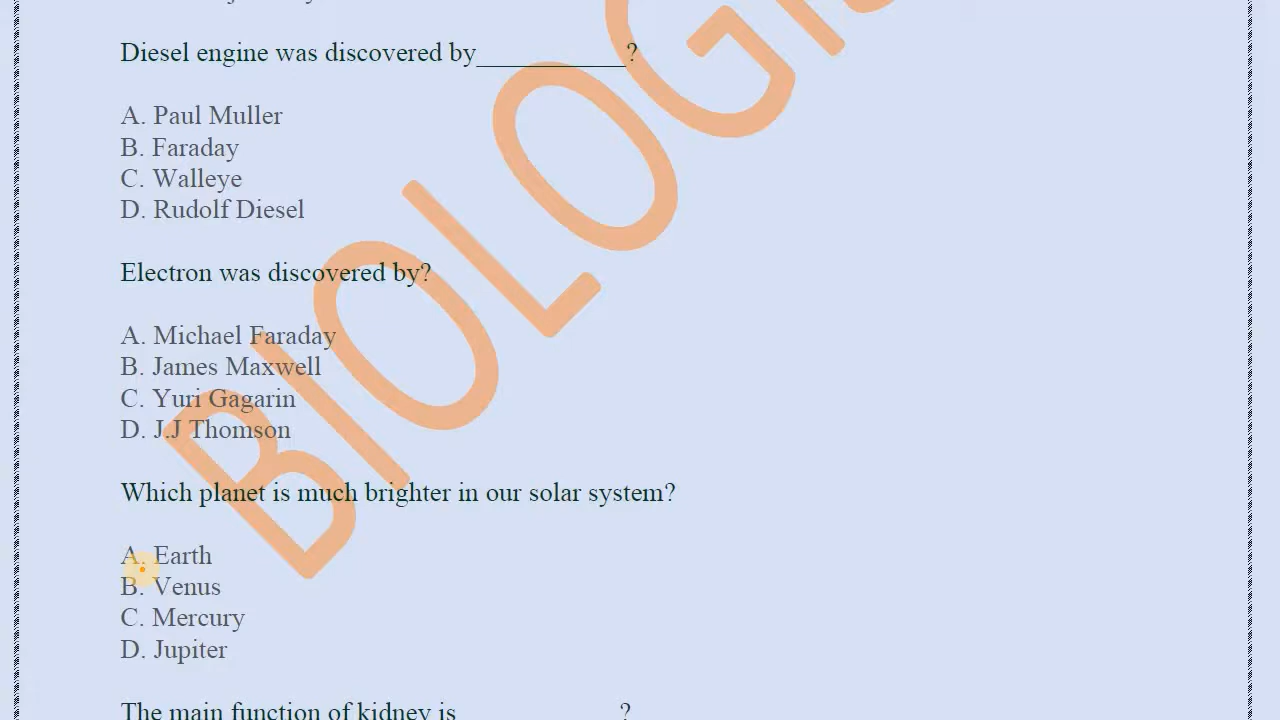 Diesel engine was discovered by___________?
A. Paul Muller
B. Faraday
C. Walleye
D. Rudolf Diesel
Electron was discovered by?
A. Michael Faraday
B. James Maxwell
C. Yuri Gagarin
D. J.J Thomson
Which planet is much brighter in our solar system?
A. Earth
B. Venus
C. Mercury
D. Jupiter
The main function of kidney is____________?